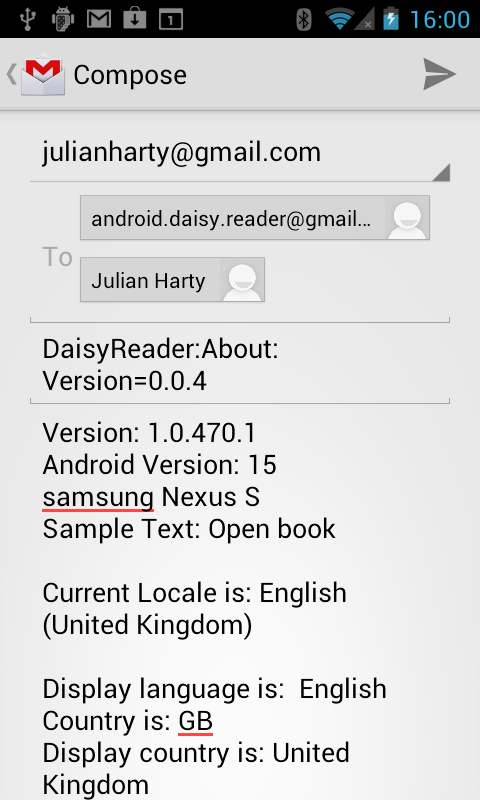 1
16:00
Compose
julianharty@gmail.com
To
android.daisy.reader@gmail...
Julian Harty
DaisyReader:About:
Version=0.0.4
Version: 1.0.470.1
Android Version: 15
samsung Nexus S
Sample Text: Open book
Current Locale is: English
(United Kingdom)
Display language is:  English
Country is: GB
Display country is: United
Kingdom